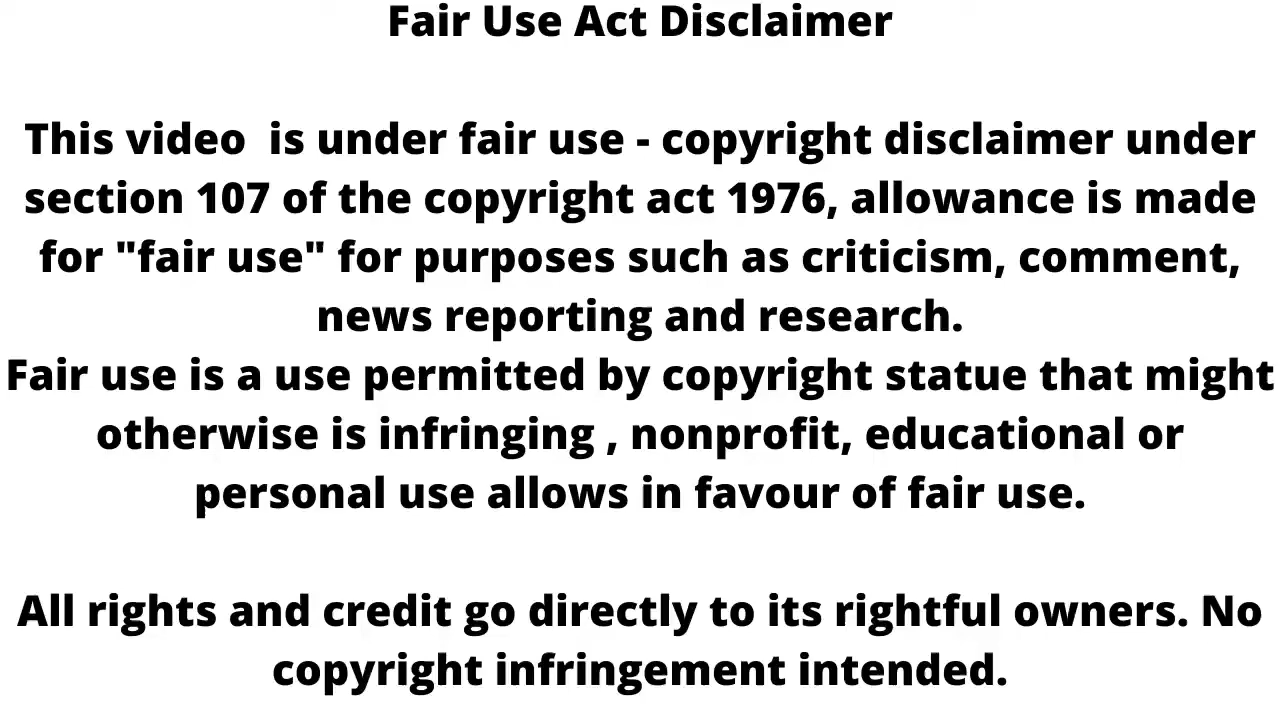 Fair Use Act Disclaimer
This video is under fair use - copyright disclaimer under
section 107 of the copyright act 1976, allowance is made
for "fair use" for purposes such as criticism, comment,
news reporting and research.
Fair use is a use permitted by copyright statue that might
otherwise is infringing , nonprofit, educational or
personal use allows in favour of fair use.
All rights and credit go directly to its rightful owners. No
copyright infringement intended.